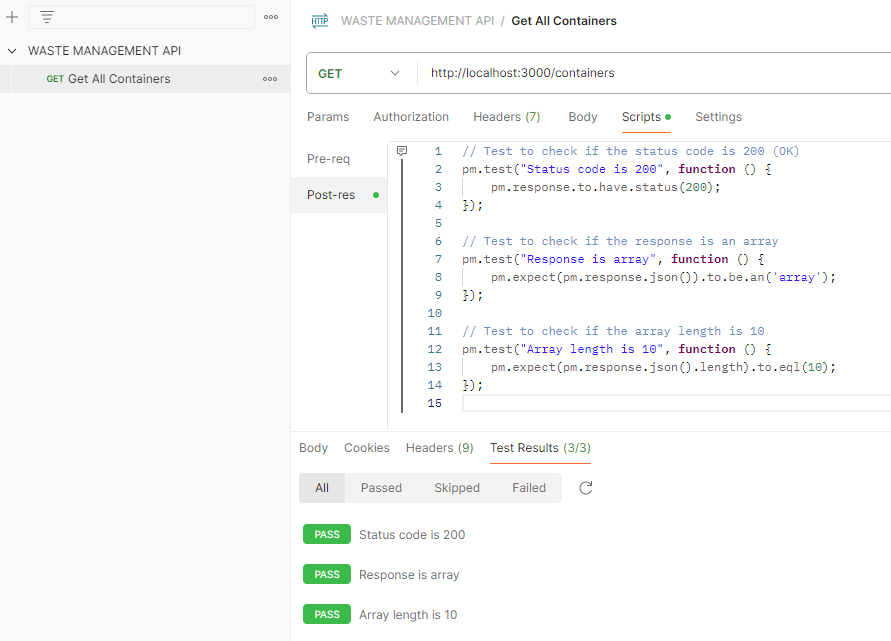 WASTE MANAGEMENT API
GET Get All Containers
HTTP WASTE MANAGEMENT API / Get All Containers
GET http://localhost:3000/containers
Params Authorization Headers (7) Body Scripts Settings
Pre-req
Post-res
1 // Test to check if the status code is 200 (OK)
2 pm.test("Status code is 200", function () {
3 pm.response.to.have.status(200);
4 });
5
6 // Test to check if the response is an array
7 pm.test("Response is array", function () {
8 pm.expect(pm.response.json()).to.be.an('array');
9 });
10
11 // Test to check if the array length is 10
12 pm.test("Array length is 10", function () {
13 pm.expect(pm.response.json().length).to.eql(10);
14 });
15
Body Cookies Headers (9) Test Results (3/3)
All Passed Skipped Failed
PASS Status code is 200
PASS Response is array
PASS Array length is 10